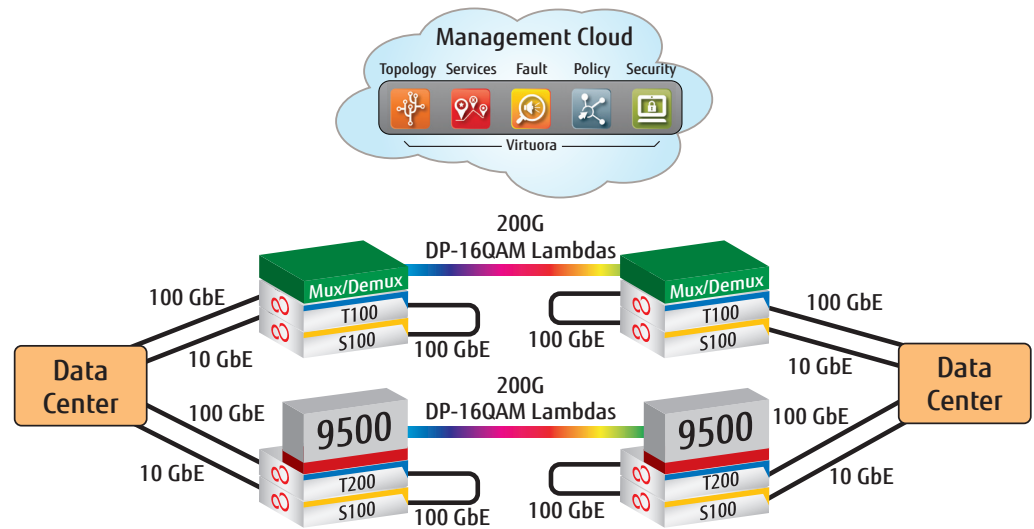 Management Cloud
Topology Services Fault Policy Security
Virtuora
200G
DP-16QAM Lambdas
Mux/Demux
T100
S100
100 GbE
10 GbE
100 GbE
Mux/Demux
T100
S100
100 GbE
100 GbE
10 GbE
Data
Center
Data
Center
200G
DP-16QAM Lambdas
9500
T200
S100
100 GbE
10 GbE
100 GbE
9500
T200
S100
100 GbE
100 GbE
10 GbE